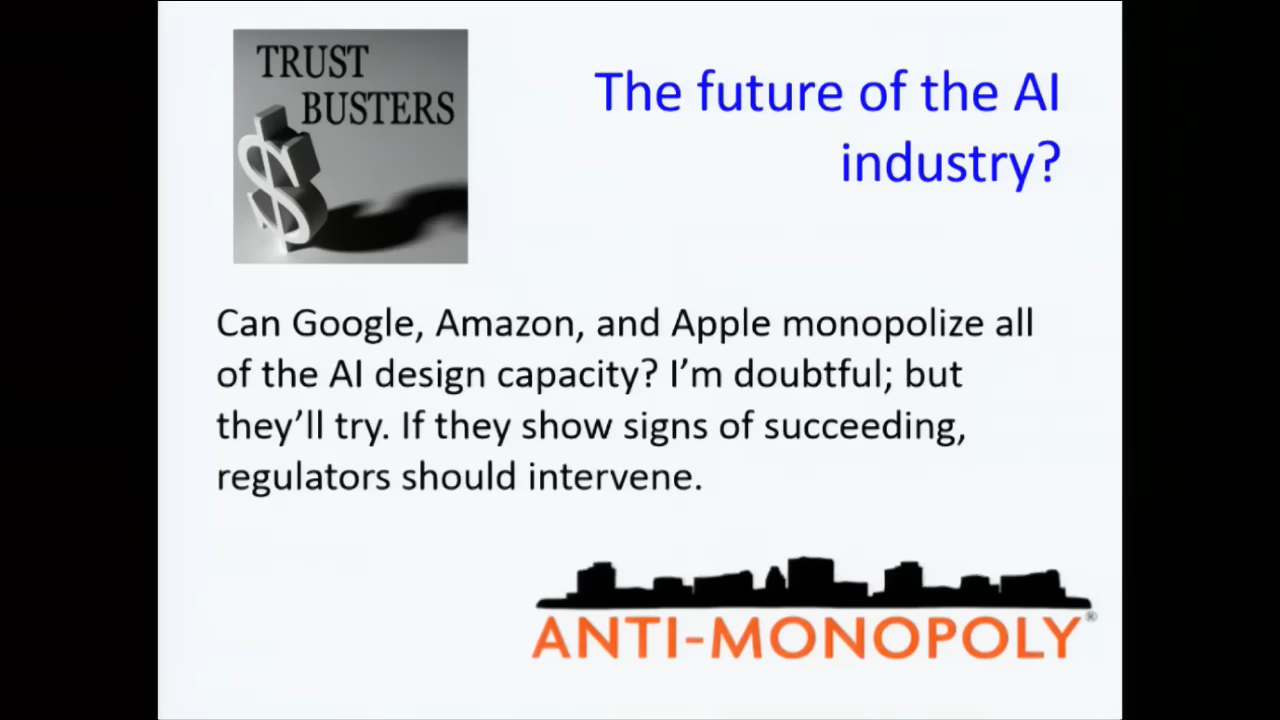 TRUST
BUSTERS
The future of the AI
industry?
Can Google, Amazon, and Apple monopolize all
of the AI design capacity? I’m doubtful; but
they’ll try. If they show signs of succeeding,
regulators should intervene.
ANTI-MONOPOLY®